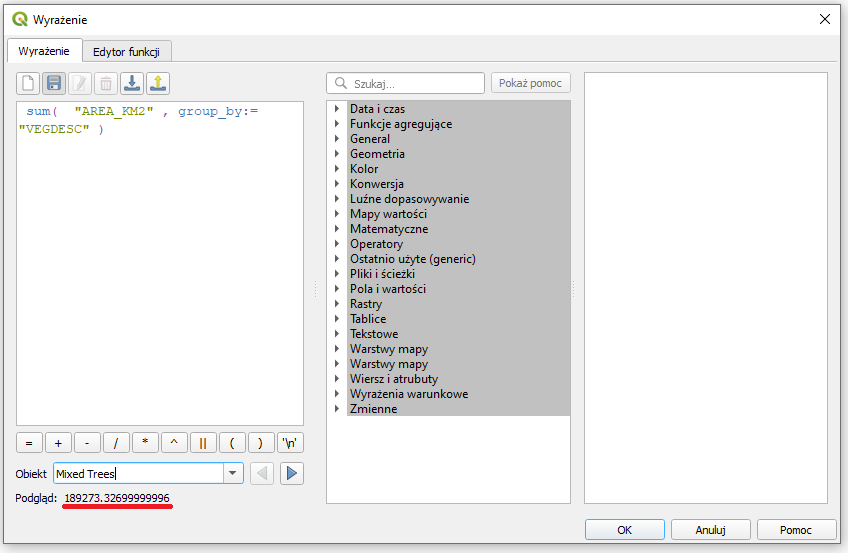 Wyrażenie
Wyrażenie
Edytor funkcji
Szukaj...
Pokaż pomoc
sum( "AREA_KM2" , group_by:=
"VEGDESC" )
Data i czas
Funkcje agregujące
General
Geometria
Kolor
Konwersja
Luźne dopasowywanie
Mapy wartości
Matematyczne
Operatory
Ostatnio użyte (generic)
Pliki i ścieżki
Pola i wartości
Rastry
Tablice
Tekstowe
Warstwy mapy
Warstwy mapy
Wiersz i atrubuty
Wyrażenia warunkowe
Zmienne
= + - / * ^ || ( ) '\n'
Obiekt Mixed Trees
Podgląd: 189273.32699999996
OK Anuluj Pomoc